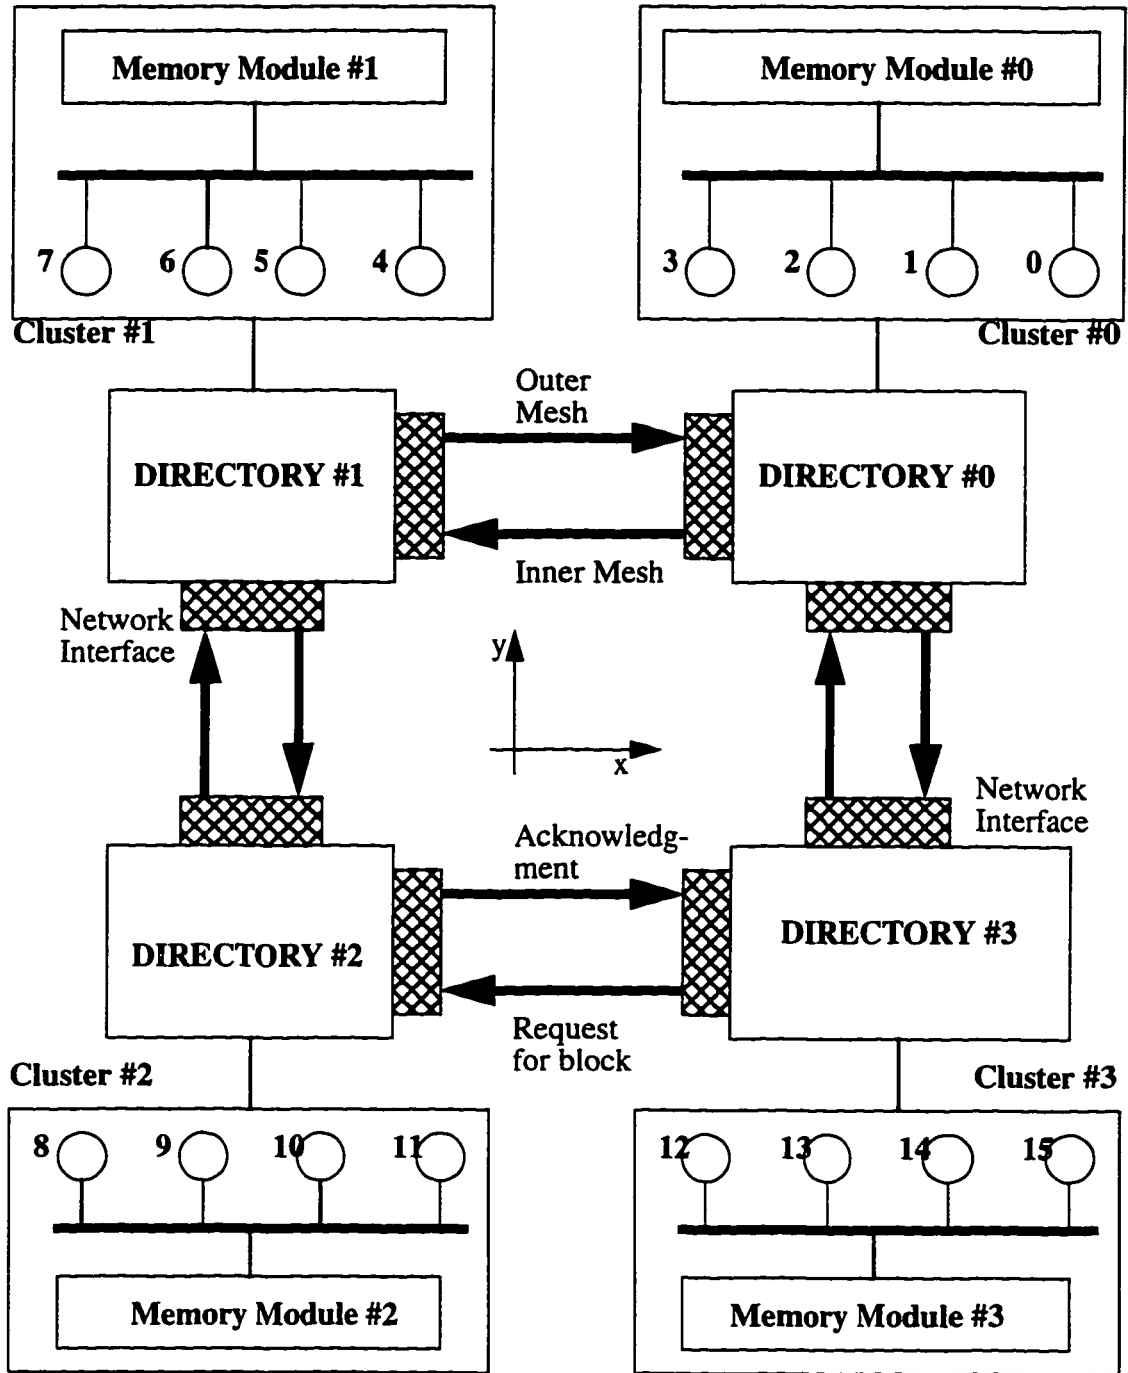 Memory Module #1
Memory Module #0
7 6 5 4
3 2 1 0
Cluster #1
Cluster #0
Outer
Mesh
DIRECTORY #1
DIRECTORY #0
Inner Mesh
Network
Interface
y
x
Network
Interface
Acknowledg-
ment
DIRECTORY #2
DIRECTORY #3
Request
for block
Cluster #2
Cluster #3
8 9 10 11
12 13 14 15
Memory Module #2
Memory Module #3